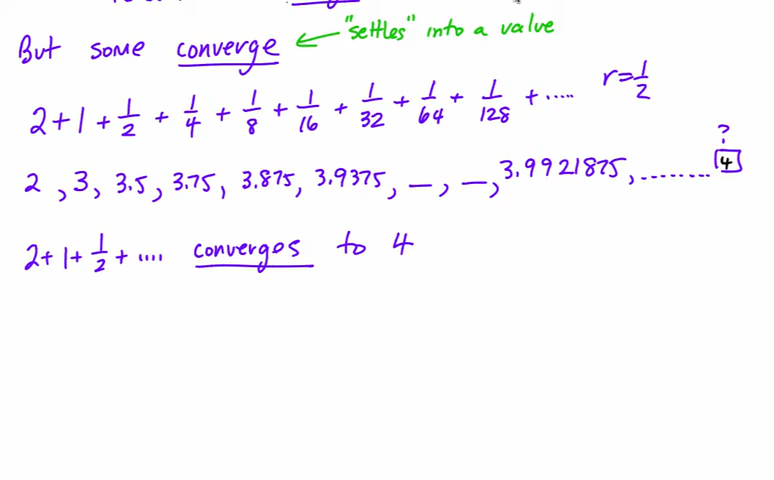 But some converge ← "settles" into a value
2 + 1 + 1/2 + 1/4 + 1/8 + 1/16 + 1/32 + 1/64 + 1/128 + ..... r = 1/2
?
2 , 3, 3.5, 3.75, 3.875, 3.9375, —, —, 3.9921875, ........ 4
2 + 1 + 1/2 + .... converges to 4